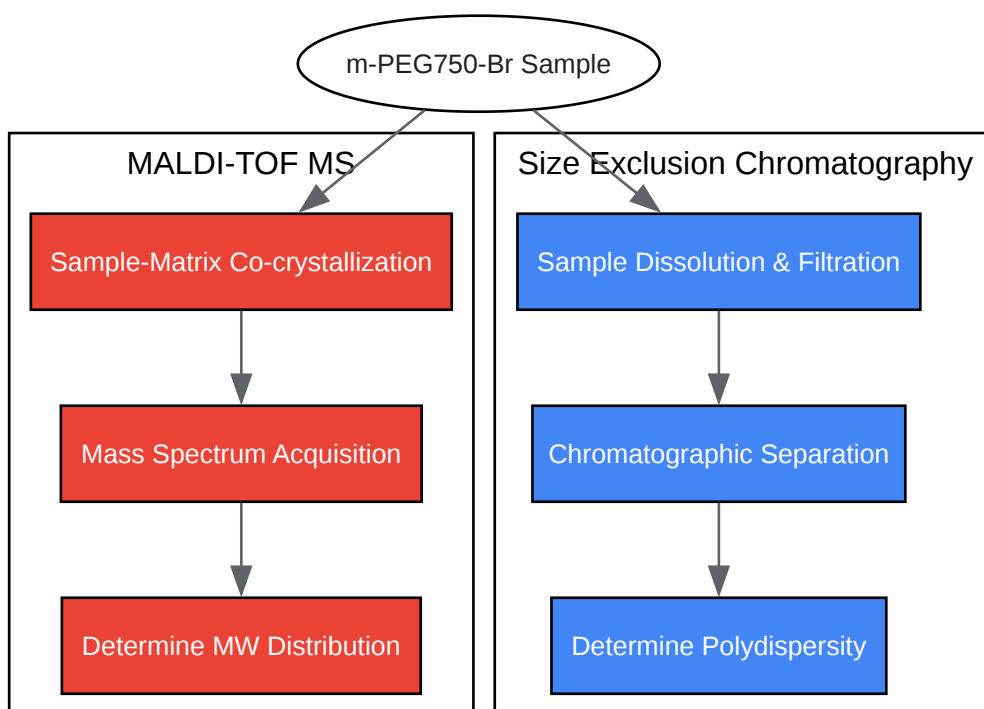 m-PEG750-Br Sample
MALDI-TOF MS
Sample-Matrix Co-crystallization
Mass Spectrum Acquisition
Determine MW Distribution
Size Exclusion Chromatography
Sample Dissolution & Filtration
Chromatographic Separation
Determine Polydispersity